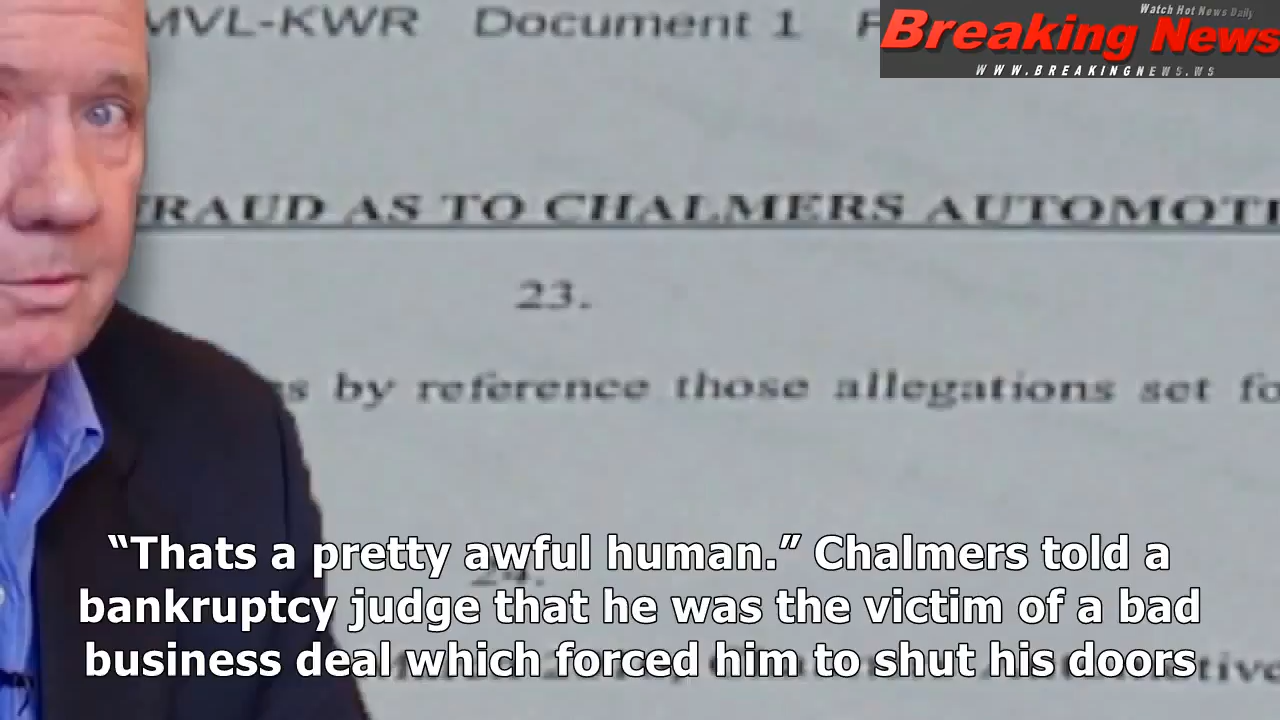 Watch Hot News Daily
Breaking News
WWW.BREAKINGNEWS.WS
MVL-KWR Document 1
FRAUD AS TO CHALMERS AUTOMOTI
23.
s by reference those allegations set fo
24.
“Thats a pretty awful human.” Chalmers told a
bankruptcy judge that he was the victim of a bad
business deal which forced him to shut his doors